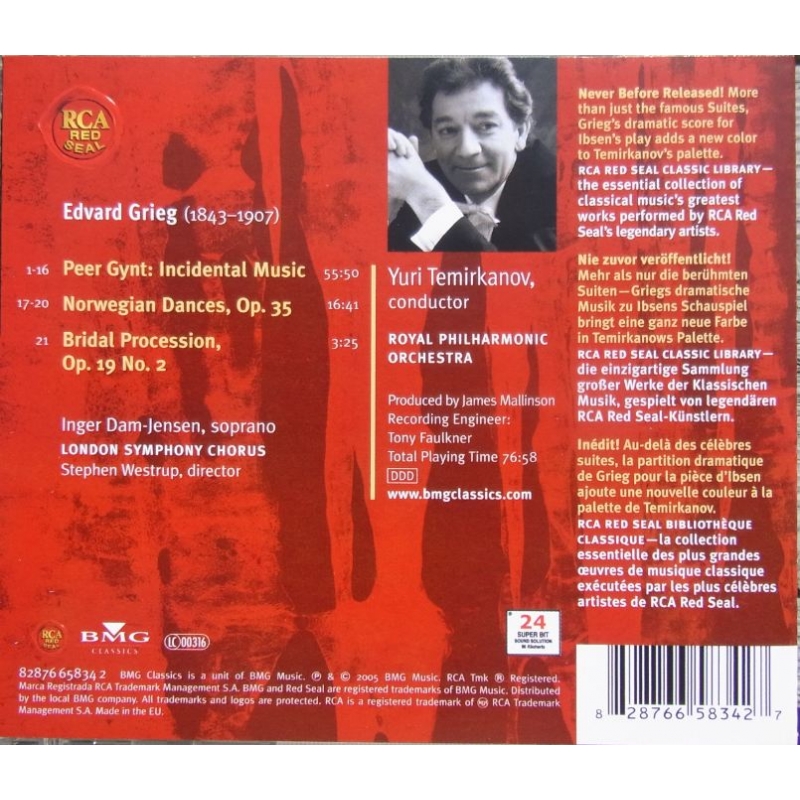 RCA
RED
SEAL
Edvard Grieg (1843–1907)
1-16 Peer Gynt: Incidental Music 55:50
17-20 Norwegian Dances, Op. 35 16:41
21 Bridal Procession, 3:25
Op. 19 No. 2
Inger Dam-Jensen, soprano
LONDON SYMPHONY CHORUS
Stephen Westrup, director
Yuri Temirkanov,
conductor
ROYAL PHILHARMONIC
ORCHESTRA
Produced by James Mallinson
Recording Engineer:
Tony Faulkner
Total Playing Time 76:58
DDD
www.bmgclassics.com
Never Before Released! More
than just the famous Suites,
Grieg's dramatic score for
Ibsen's play adds a new color
to Temirkanov's palette.
RCA RED SEAL CLASSIC LIBRARY—
the essential collection of
classical music's greatest
works performed by RCA Red
Seal's legendary artists.
Nie zuvor veröffentlicht!
Mehr als nur die berühmten
Suiten—Griegs dramatische
Musik zu Ibsens Schauspiel
bringt eine ganz neue Farbe
in Temirkanows Palette.
RCA RED SEAL CLASSIC LIBRARY—
die einzigartige Sammlung
großer Werke der Klassischen
Musik, gespielt von legendären
RCA Red Seal-Künstlern.
Inédit! Au-delà des célèbres
suites, la partition dramatique
de Grieg pour la pièce d'Ibsen
ajoute une nouvelle couleur à la
palette de Temirkanov.
RCA RED SEAL BIBLIOTHÈQUE
CLASSIQUE—la collection
essentielle des plus grandes
œuvres de musique classique
exécutées par les plus célèbres
artistes de RCA Red Seal.
RCA
RED
SEAL
BMG
CLASSICS
LC 00316
24
SUPER BIT
SOUND SOLUTION
96 Kilohertz
82876 65834 2 BMG Classics is a unit of BMG Music. ℗ & © 2005 BMG Music. RCA Tmk ® Registered.
Marca Registrada RCA Trademark Management S.A. BMG and Red Seal are registered trademarks of BMG Music. Distributed
by the local BMG company. All trademarks and logos are protected. RCA is a registered trademark of RCA Trademark
Management S.A. Made in the EU.
8 28766 58342 7